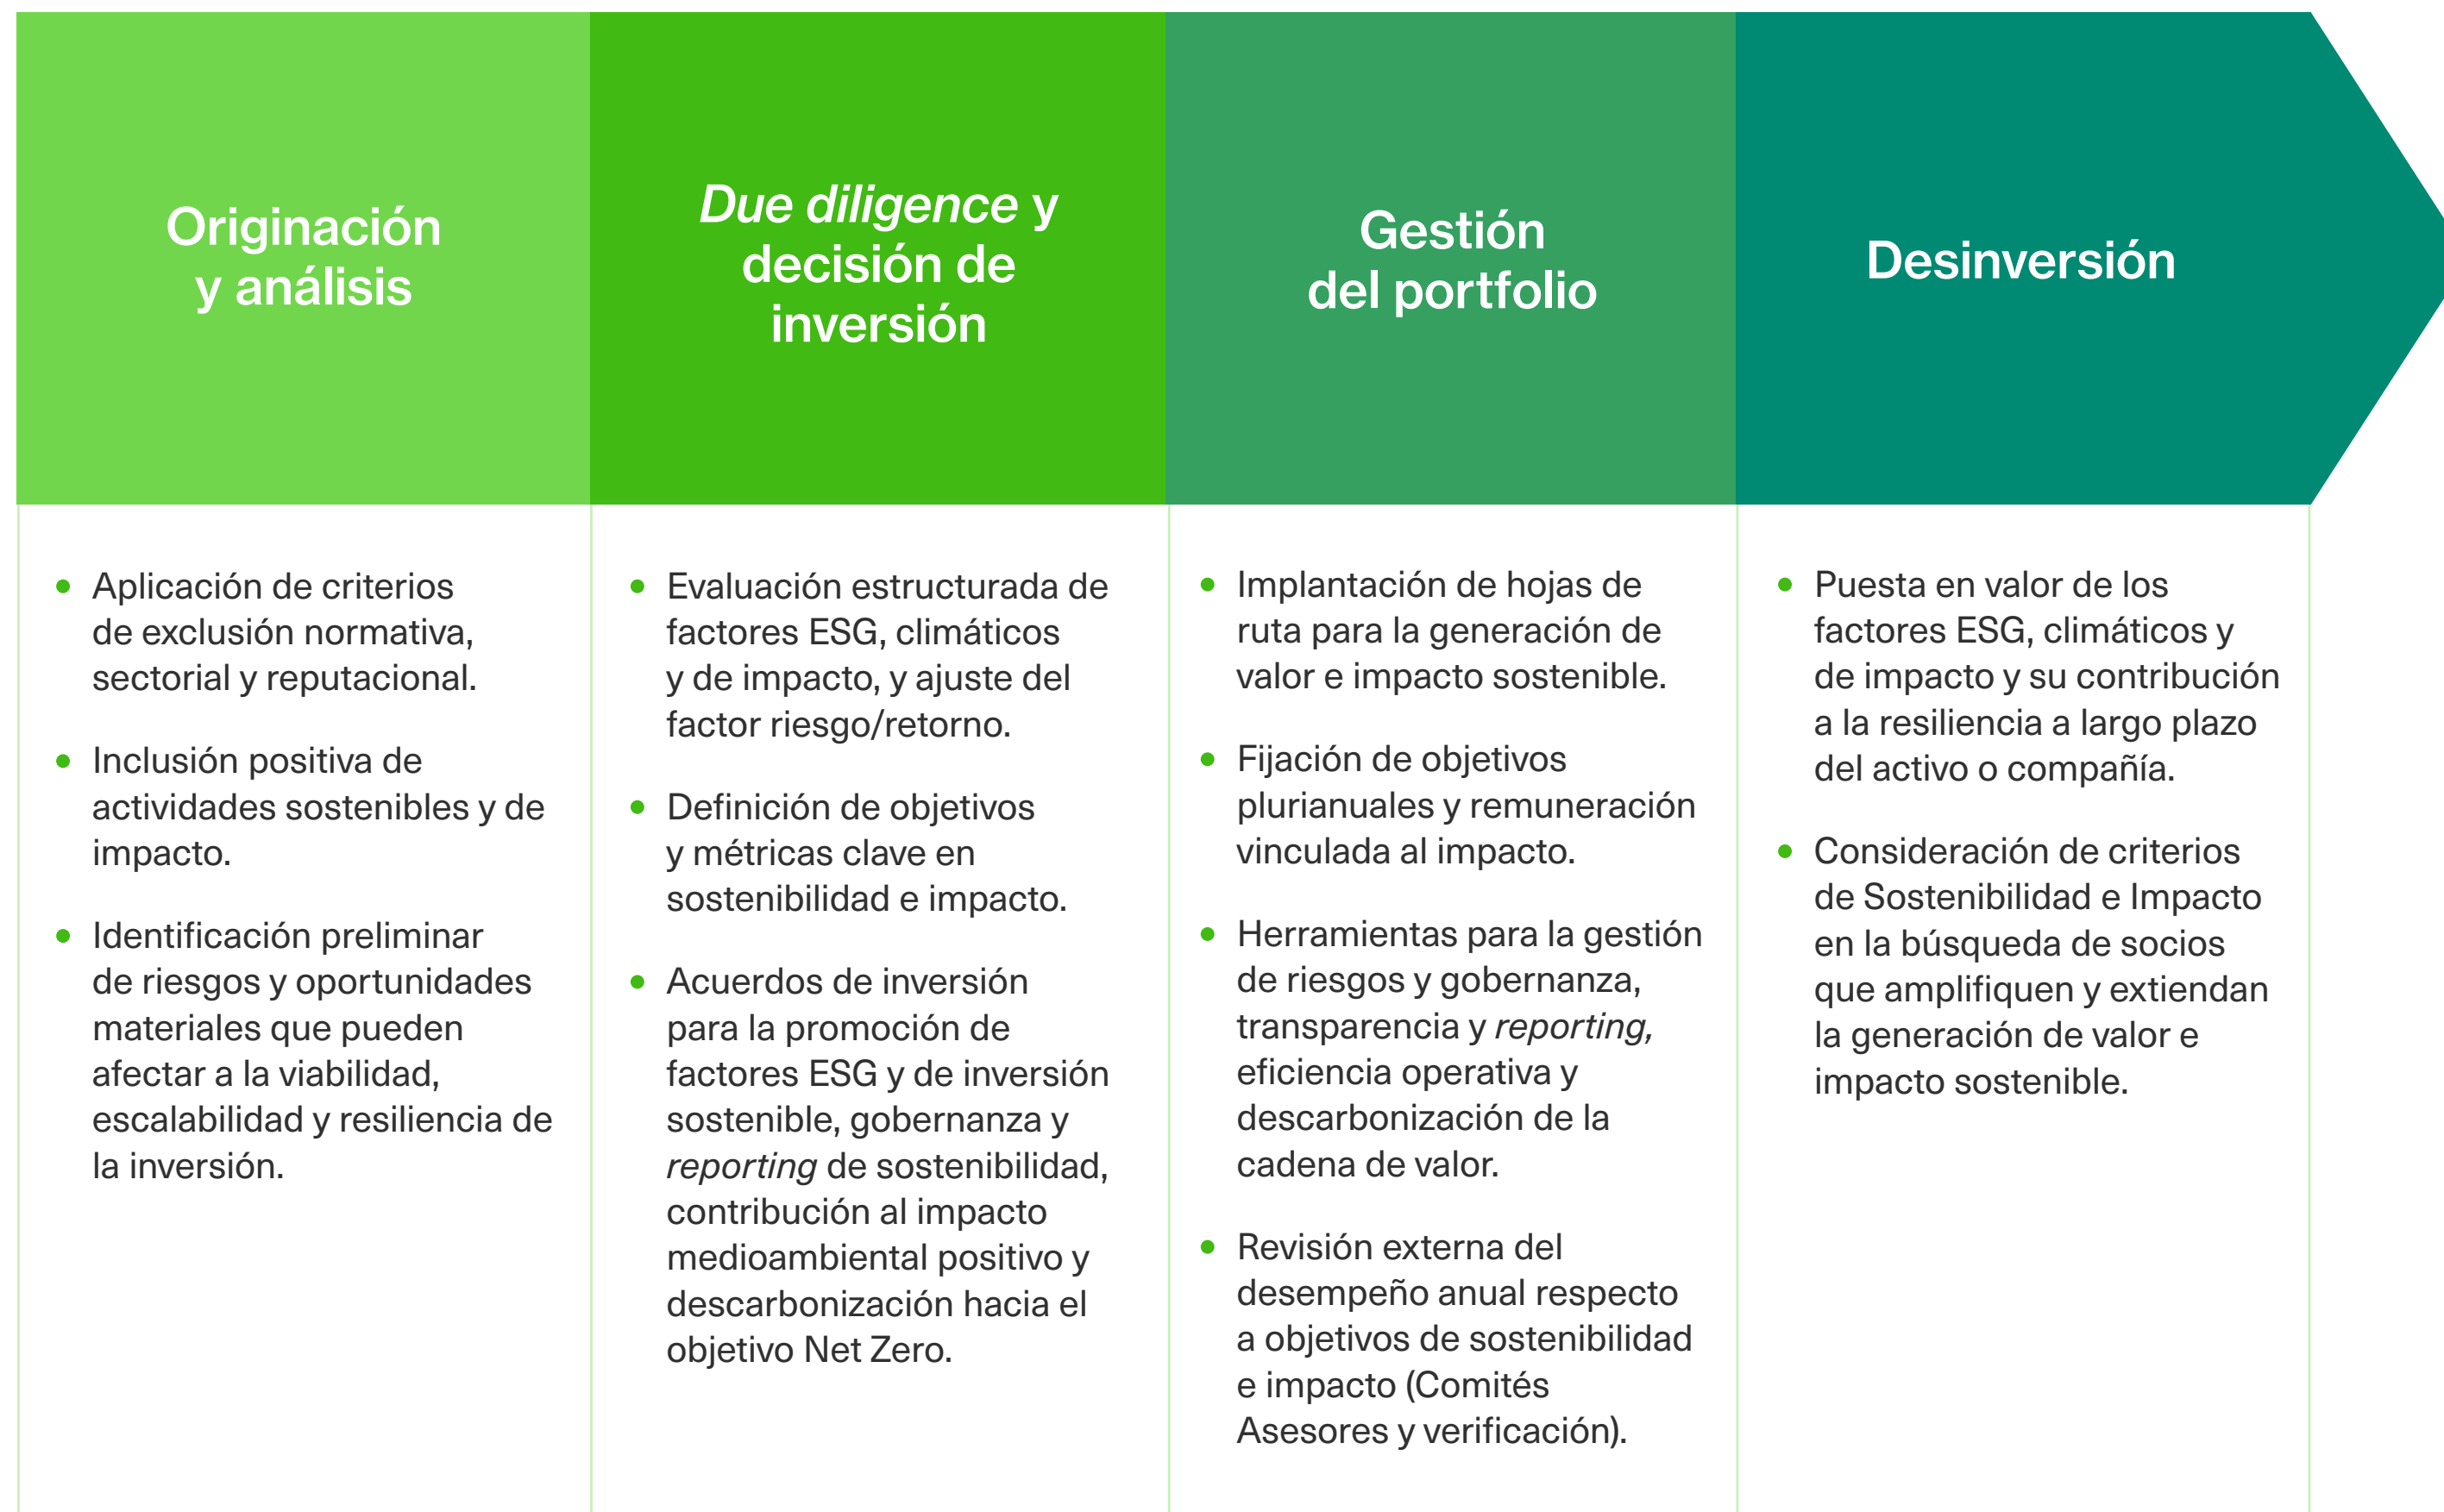 Originación
y análisis
Due diligence y
decisión de
inversión
Gestión
del portfolio
Desinversión
• Aplicación de criterios
de exclusión normativa,
sectorial y reputacional.
• Inclusión positiva de
actividades sostenibles y de
impacto.
• Identificación preliminar
de riesgos y oportunidades
materiales que pueden
afectar a la viabilidad,
escalabilidad y resiliencia de
la inversión.
• Evaluación estructurada de
factores ESG, climáticos
y de impacto, y ajuste del
factor riesgo/retorno.
• Definición de objetivos
y métricas clave en
sostenibilidad e impacto.
• Acuerdos de inversión
para la promoción de
factores ESG y de inversión
sostenible, gobernanza y
reporting de sostenibilidad,
contribución al impacto
medioambiental positivo y
descarbonización hacia el
objetivo Net Zero.
• Implantación de hojas de
ruta para la generación de
valor e impacto sostenible.
• Fijación de objetivos
plurianuales y remuneración
vinculada al impacto.
• Herramientas para la gestión
de riesgos y gobernanza,
transparencia y reporting,
eficiencia operativa y
descarbonización de la
cadena de valor.
• Revisión externa del
desempeño anual respecto
a objetivos de sostenibilidad
e impacto (Comités
Asesores y verificación).
• Puesta en valor de los
factores ESG, climáticos y
de impacto y su contribución
a la resiliencia a largo plazo
del activo o compañía.
• Consideración de criterios
de Sostenibilidad e Impacto
en la búsqueda de socios
que amplifiquen y extiendan
la generación de valor e
impacto sostenible.